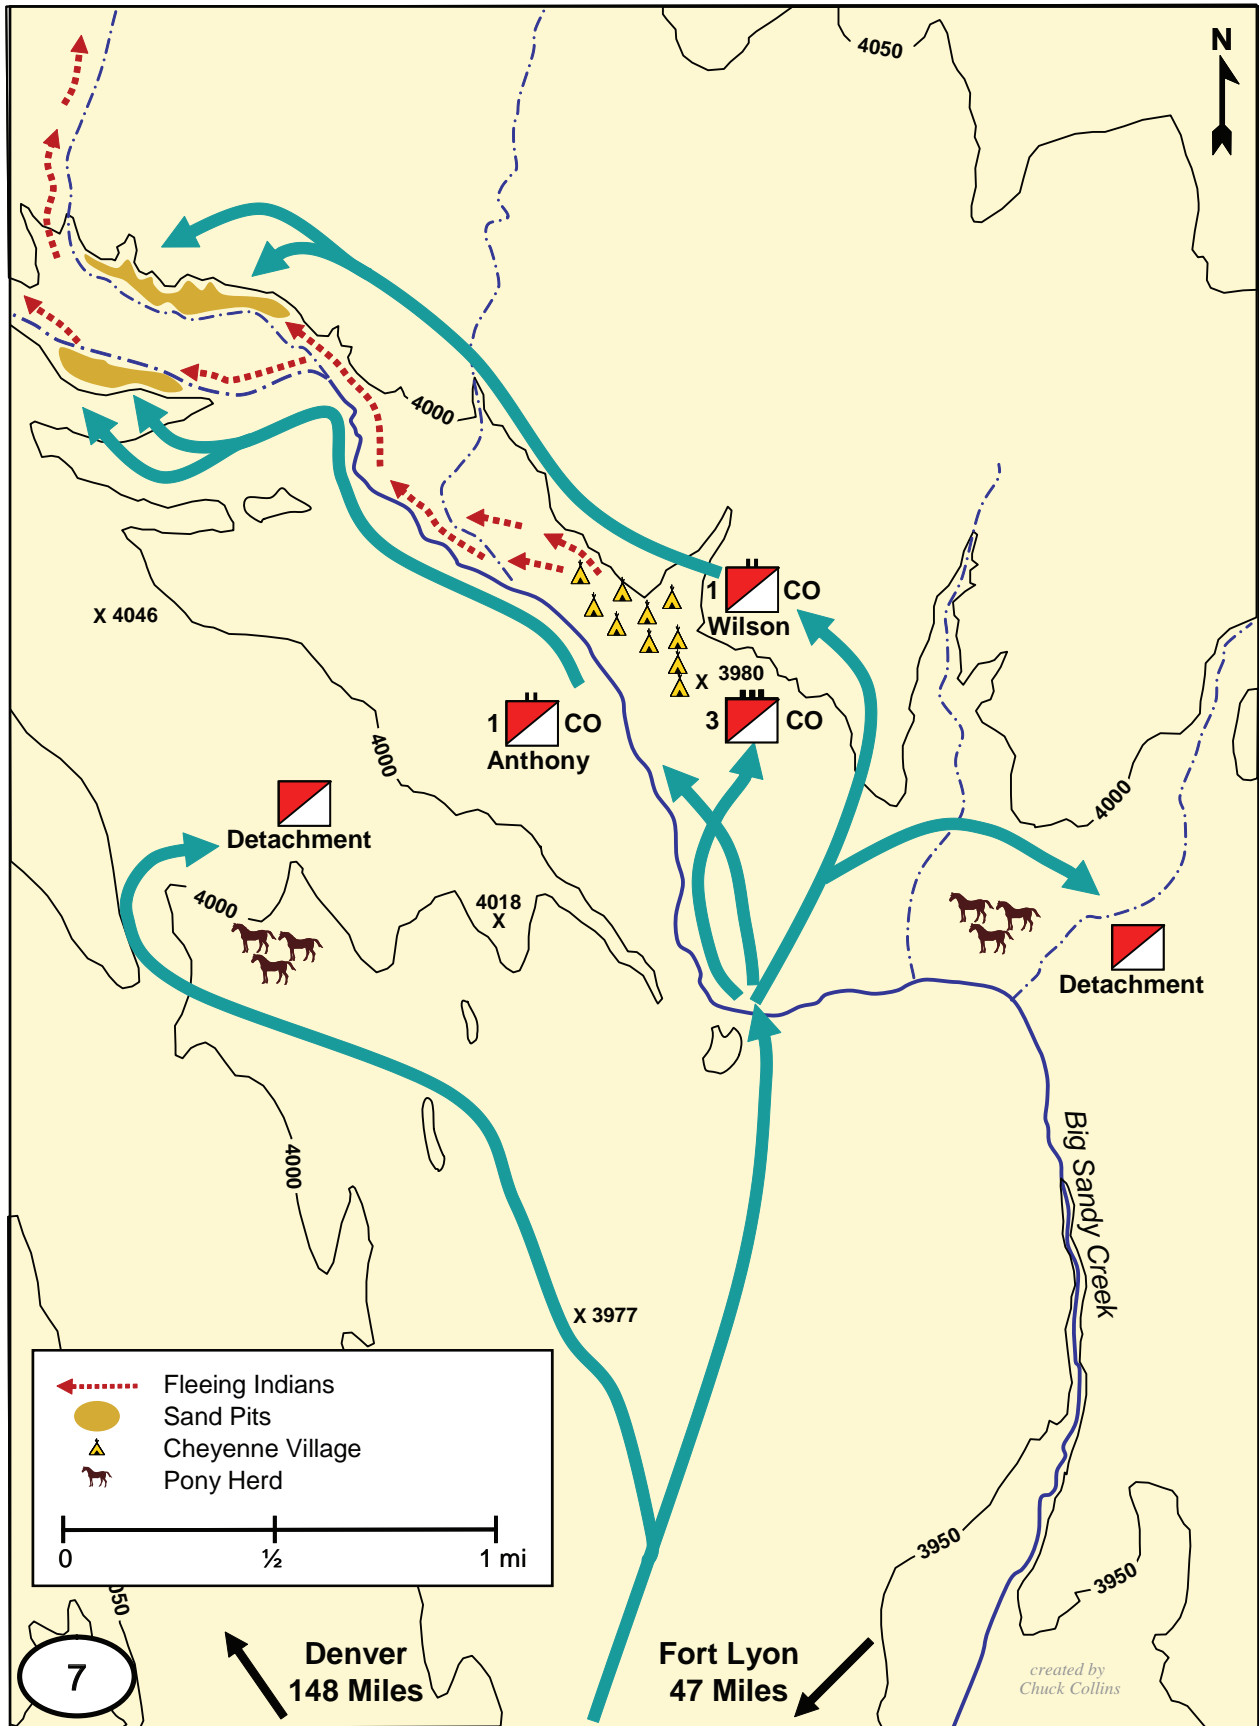 N
4050
4000
1
CO
Wilson
X 4046
X 3980
1
CO
Anthony
3
CO
4000
Detachment
4000
4000
4018
X
Detachment
4000
Big Sandy Creek
X 3977
Fleeing Indians
Sand Pits
Cheyenne Village
Pony Herd
0
½
1 mi
3950
3950
050
7
Denver
148 Miles
Fort Lyon
47 Miles
created by
Chuck Collins